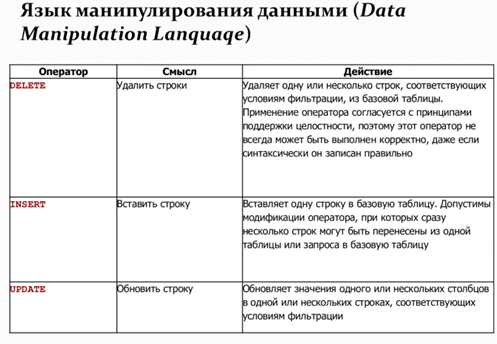 Язык манипулирования данными (Data
Manipulation Language)
Оператор Смысл Действие
DELETE Удалить строки Удаляет одну или несколько строк, соответствующих
условиям фильтрации, из базовой таблицы.
Применение оператора согласуется с принципами
поддержки целостности, поэтому этот оператор не
всегда может быть выполнен корректно, даже если
синтаксически он записан правильно
INSERT Вставить строку Вставляет одну строку в базовую таблицу. Допустимы
модификации оператора, при которых сразу
несколько строк могут быть перенесены из одной
таблицы или запроса в базовую таблицу
UPDATE Обновить строку Обновляет значения одного или нескольких столбцов
в одной или нескольких строках, соответствующих
условиям фильтрации